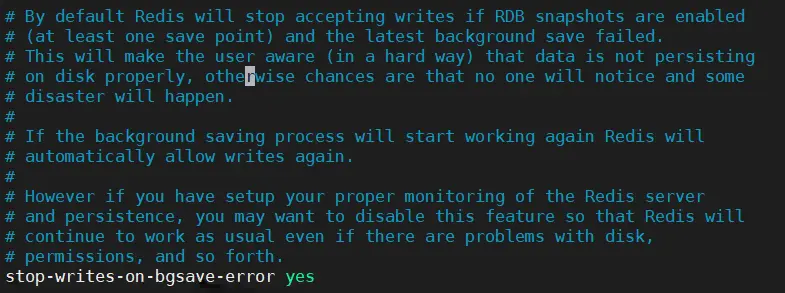 # By default Redis will stop accepting writes if RDB snapshots are enabled
# (at least one save point) and the latest background save failed.
# This will make the user aware (in a hard way) that data is not persisting
# on disk properly, otherwise chances are that no one will notice and some
# disaster will happen.
#
# If the background saving process will start working again Redis will
# automatically allow writes again.
#
# However if you have setup your proper monitoring of the Redis server
# and persistence, you may want to disable this feature so that Redis will
# continue to work as usual even if there are problems with disk,
# permissions, and so forth.
stop-writes-on-bgsave-error yes